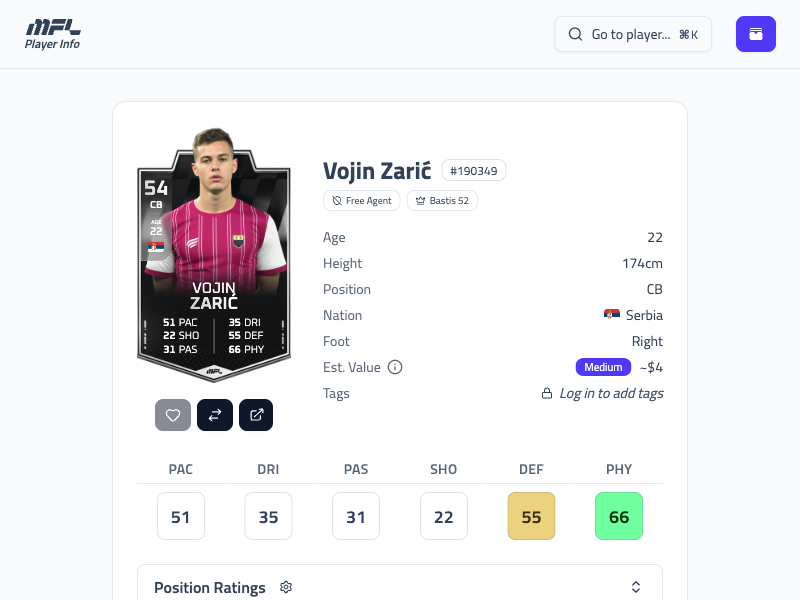 MFL
Player Info
Go to player... ⌘K
54
CB
AGE
22
VOJIN
ZARIĆ
51 PAC 35 DRI
22 SHO 55 DEF
31 PAS 66 PHY
MFL
Vojin Zarić #190349
Free Agent Bastis 52
Age 22
Height 174cm
Position CB
Nation Serbia
Foot Right
Est. Value Medium ~$4
Tags Log in to add tags
PAC DRI PAS SHO DEF PHY
51 35 31 22 55 66
Position Ratings